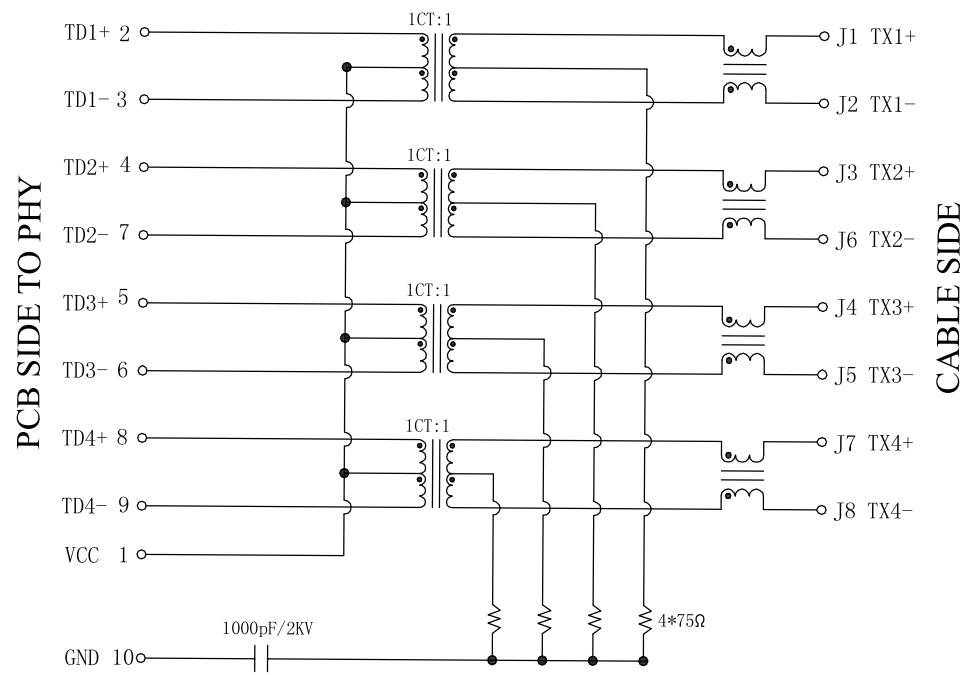 1CT:1
TD1+ 2
J1 TX1+
TD1- 3
J2 TX1-
1CT:1
TD2+ 4
J3 TX2+
TD2- 7
J6 TX2-
PCB SIDE TO PHY
CABLE SIDE
1CT:1
TD3+ 5
J4 TX3+
TD3- 6
J5 TX3-
1CT:1
TD4+ 8
J7 TX4+
TD4- 9
J8 TX4-
VCC 1
4*75Ω
1000pF/2KV
GND 10